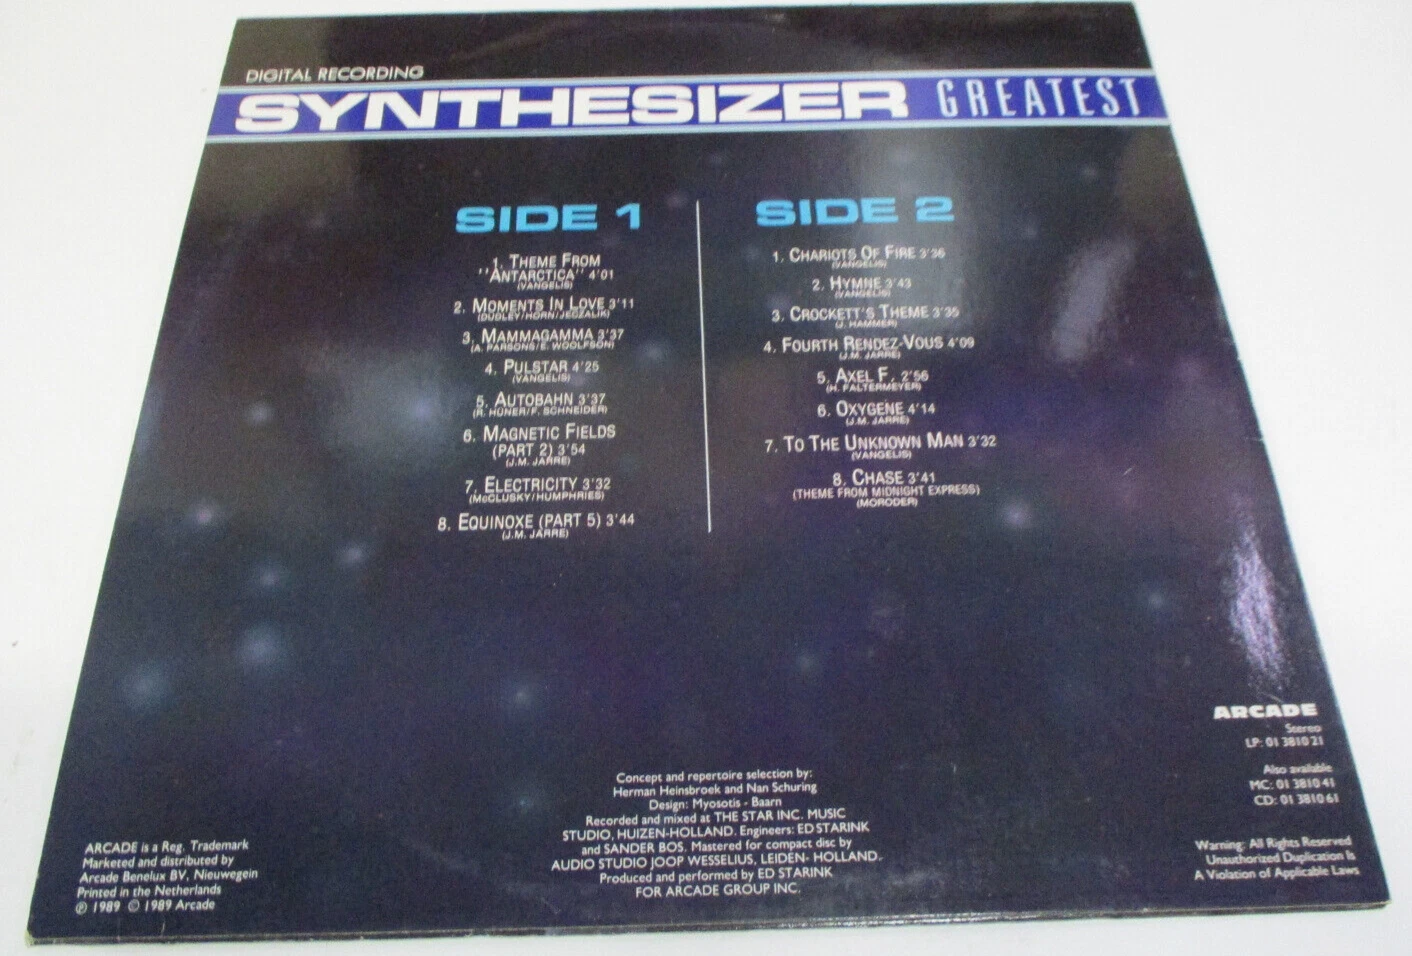 DIGITAL RECORDING
SYNTHESIZER GREATEST
SIDE 1
1. THEME FROM
"ANTARCTICA" 4'01
(VANGELIS)
2. MOMENTS IN LOVE 3'11
(DUDLEY/HORN/JECZALIK)
3. MAMMAGAMMA 3'37
(A. PARSONS/E. WOOLFSON)
4. PULSTAR 4'25
(VANGELIS)
5. AUTOBAHN 3'37
(R. HUNER/F. SCHNEIDER)
6. MAGNETIC FIELDS
(PART 2) 3'54
(J.M. JARRE)
7. ELECTRICITY 3'32
(McCLUSKY/HUMPHRIES)
8. EQUINOXE (PART 5) 3'44
(J.M. JARRE)
SIDE 2
1. CHARIOTS OF FIRE 3'36
(VANGELIS)
2. HYMNE 3'43
(VANGELIS)
3. CROCKETT'S THEME 3'35
(J. HAMMER)
4. FOURTH RENDEZ-VOUS 4'09
(J.M. JARRE)
5. AXEL F. 2'56
(H. FALTERMEYER)
6. OXYGENE 4'14
(J.M. JARRE)
7. TO THE UNKNOWN MAN 3'32
(VANGELIS)
8. CHASE 3'41
(THEME FROM MIDNIGHT EXPRESS)
(MORODER)
ARCADE
Stereo
LP: 01 3810 21
Also available
MC: 01 3810 41
CD: 01 3810 61
Concept and repertoire selection by:
Herman Heinsbroek and Nan Schuring
Design: Myosotis - Baarn
Recorded and mixed at THE STAR INC. MUSIC
STUDIO, HUIZEN-HOLLAND. Engineers: ED STARINK
and SANDER BOS. Mastered for compact disc by
AUDIO STUDIO JOOP WESSELIUS, LEIDEN- HOLLAND.
Produced and performed by ED STARINK
FOR ARCADE GROUP INC.
ARCADE is a Reg. Trademark
Marketed and distributed by
Arcade Benelux BV, Nieuwegein
Printed in the Netherlands
℗ 1989 © 1989 Arcade
Warning: All Rights Reserved
Unauthorized Duplication Is
A Violation of Applicable Laws